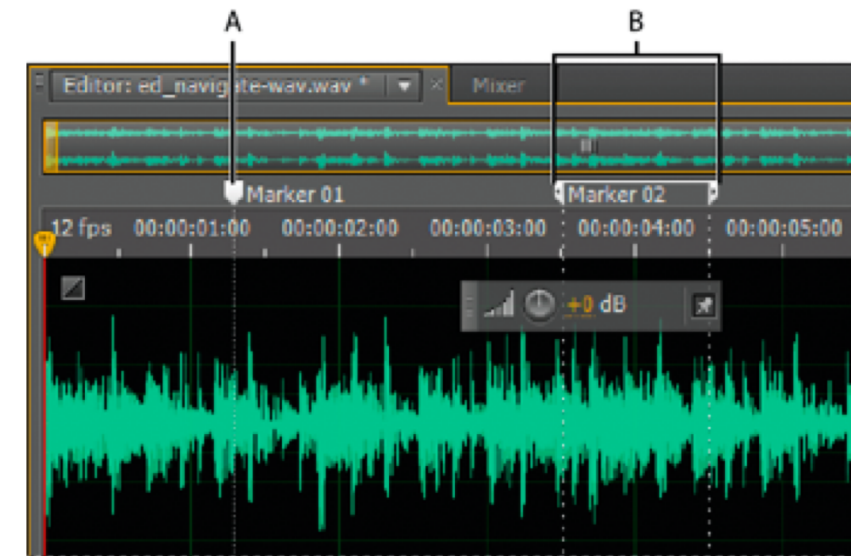 A B
Editor: ed_navigate-wav.wav * Mixer
Marker 01 Marker 02
12 fps 00:00:01:00 00:00:02:00 00:00:03:00 00:00:04:00 00:00:05:00
+0 dB